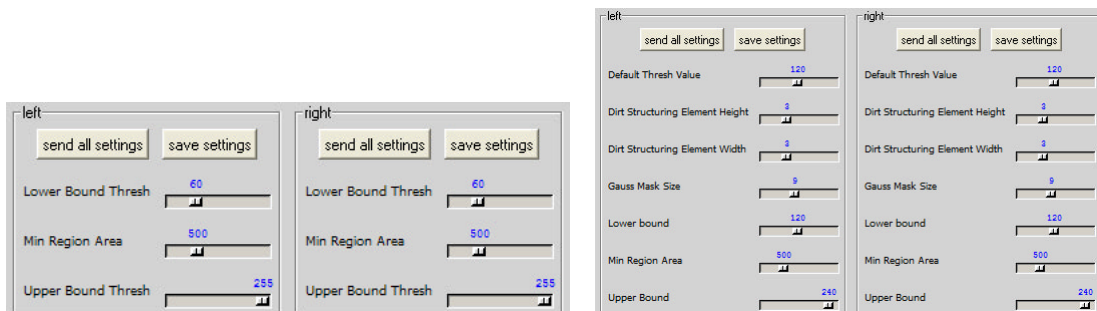 left
send all settings save settings
60
Lower Bound Thresh
500
Min Region Area
255
Upper Bound Thresh
right
send all settings save settings
60
Lower Bound Thresh
500
Min Region Area
255
Upper Bound Thresh
left
send all settings save settings
120
Default Thresh Value
3
Dirt Structuring Element Height
3
Dirt Structuring Element Width
9
Gauss Mask Size
120
Lower bound
500
Min Region Area
240
Upper Bound
right
send all settings save settings
120
Default Thresh Value
3
Dirt Structuring Element Height
3
Dirt Structuring Element Width
9
Gauss Mask Size
120
Lower bound
500
Min Region Area
240
Upper Bound